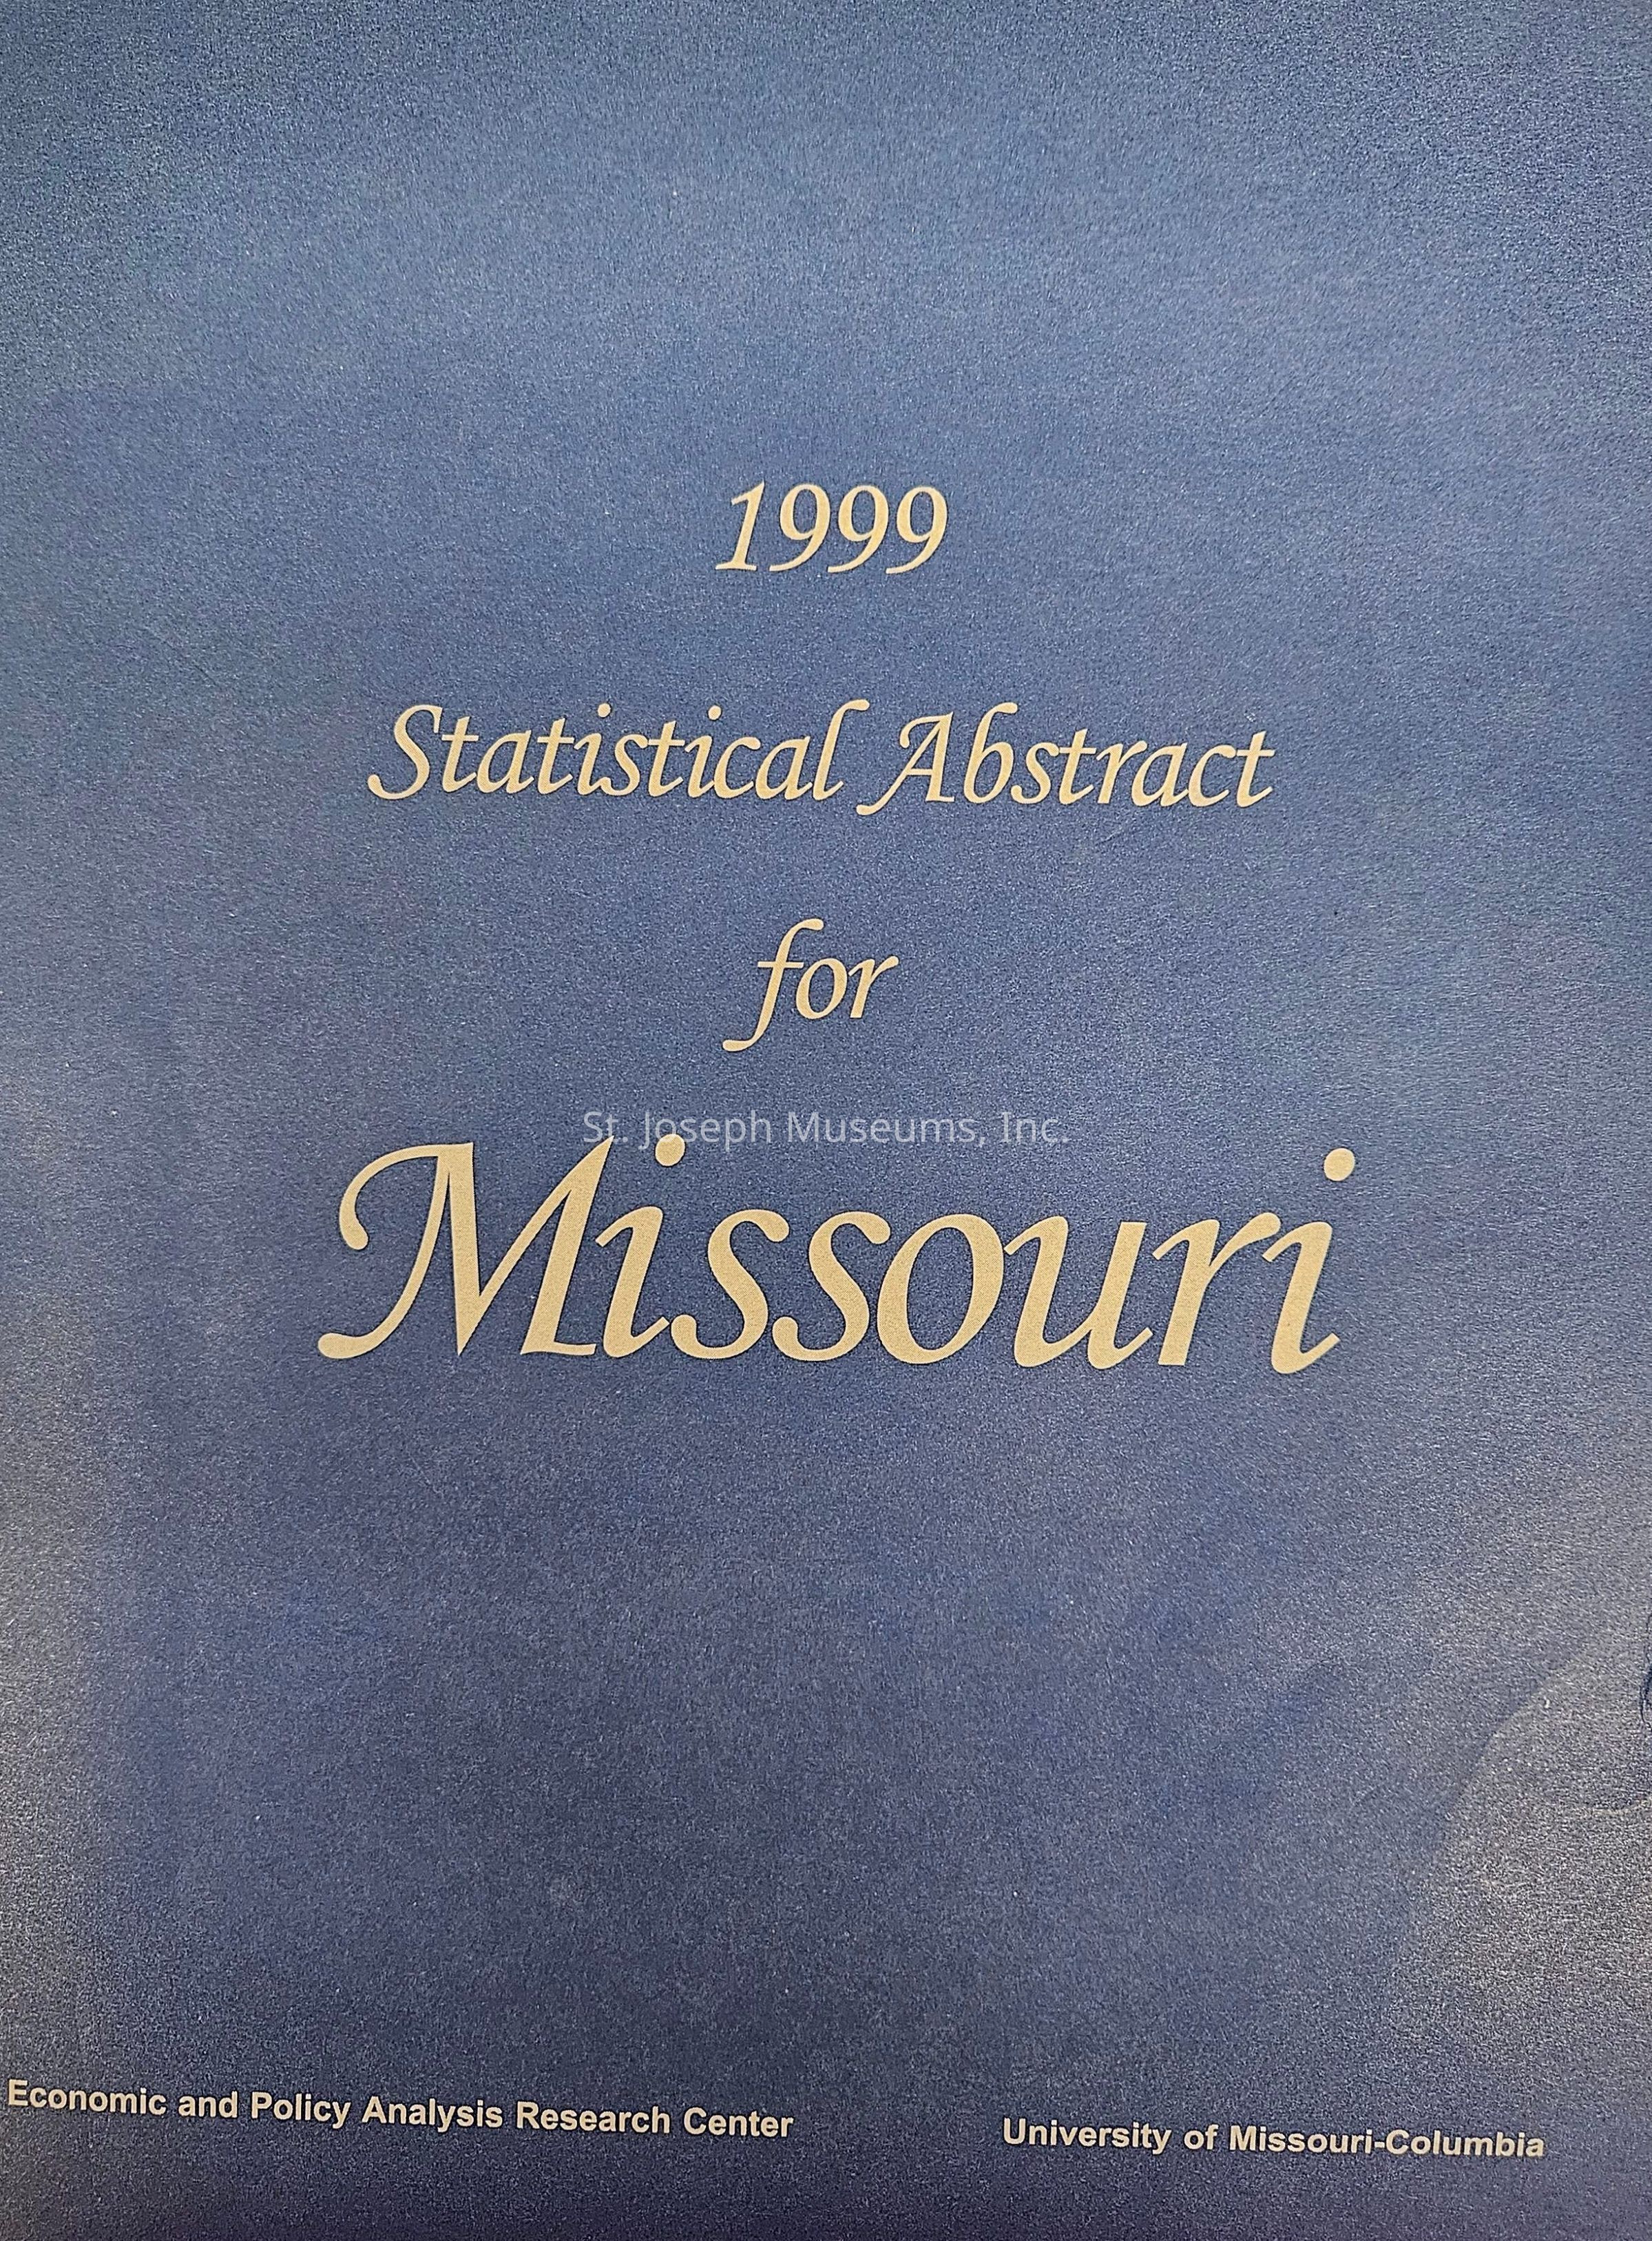 1999
Statistical Abstract
for
St. Joseph Museums, Inc.
Missouri
Economic and Policy Analysis Research Center
University of Missouri-Columbia